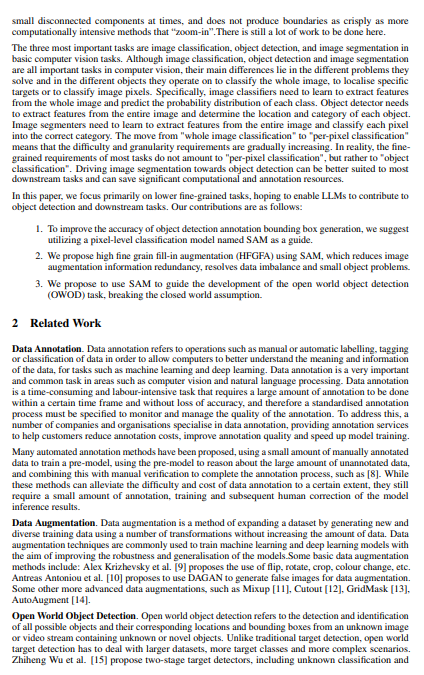 small disconnected components at times, and does not produce boundaries as crisply as more
computationally intensive methods that "zoom-in".There is still a lot of work to be done here.
The three most important tasks are image classification, object detection, and image segmentation in
basic computer vision tasks. Although image classification, object detection and image segmentation
are all important tasks in computer vision, their main differences lie in the different problems they
solve and in the different objects they operate on to classify the whole image, to localise specific
targets or to classify image pixels. Specifically, image classifiers need to learn to extract features
from the whole image and predict the probability distribution of each class. Object detector needs
to extract features from the entire image and determine the location and category of each object.
Image segmenters need to learn to extract features from the entire image and classify each pixel
into the correct category. The move from "whole image classification" to "per-pixel classification"
means that the difficulty and granularity requirements are gradually increasing. In reality, the fine-
grained requirements of most tasks do not amount to "per-pixel classification", but rather to "object
classification". Driving image segmentation towards object detection can be better suited to most
downstream tasks and can save significant computational and annotation resources.
In this paper, we focus primarily on lower fine-grained tasks, hoping to enable LLMs to contribute to
object detection and downstream tasks. Our contributions are as follows:
1. To improve the accuracy of object detection annotation bounding box generation, we suggest
utilizing a pixel-level classification model named SAM as a guide.
2. We propose high fine grain fill-in augmentation (HFGFA) using SAM, which reduces image
augmentation information redundancy, resolves data imbalance and small object problems.
3. We propose to use SAM to guide the development of the open world object detection
(OWOD) task, breaking the closed world assumption.
2 Related Work
Data Annotation. Data annotation refers to operations such as manual or automatic labelling, tagging
or classification of data in order to allow computers to better understand the meaning and information
of the data, for tasks such as machine learning and deep learning. Data annotation is a very important
and common task in areas such as computer vision and natural language processing. Data annotation
is a time-consuming and labour-intensive task that requires a large amount of annotation to be done
within a certain time frame and without loss of accuracy, and therefore a standardised annotation
process must be specified to monitor and manage the quality of the annotation. To address this, a
number of companies and organisations specialise in data annotation, providing annotation services
to help customers reduce annotation costs, improve annotation quality and speed up model training.
Many automated annotation methods have been proposed, using a small amount of manually annotated
data to train a pre-model, using the pre-model to reason about the large amount of unannotated data,
and combining this with manual verification to complete the annotation process, such as [8]. While
these methods can alleviate the difficulty and cost of data annotation to a certain extent, they still
require a small amount of annotation, training and subsequent human correction of the model
inference results.
Data Augmentation. Data augmentation is a method of expanding a dataset by generating new and
diverse training data using a number of transformations without increasing the amount of data. Data
augmentation techniques are commonly used to train machine learning and deep learning models with
the aim of improving the robustness and generalisation of the models.Some basic data augmentation
methods include: Alex Krizhevsky et al. [9] proposes the use of flip, rotate, crop, colour change, etc.
Antreas Antoniou et al. [10] proposes to use DAGAN to generate false images for data augmentation.
Some other more advanced data augmentations, such as Mixup [11], Cutout [12], GridMask [13],
AutoAugment [14].
Open World Object Detection. Open world object detection refers to the detection and identification
of all possible objects and their corresponding locations and bounding boxes from an unknown image
or video stream containing unknown or novel objects. Unlike traditional target detection, open world
target detection has to deal with larger datasets, more target classes and more complex scenarios.
Zhiheng Wu et al. [15] propose two-stage target detectors, including unknown classification and